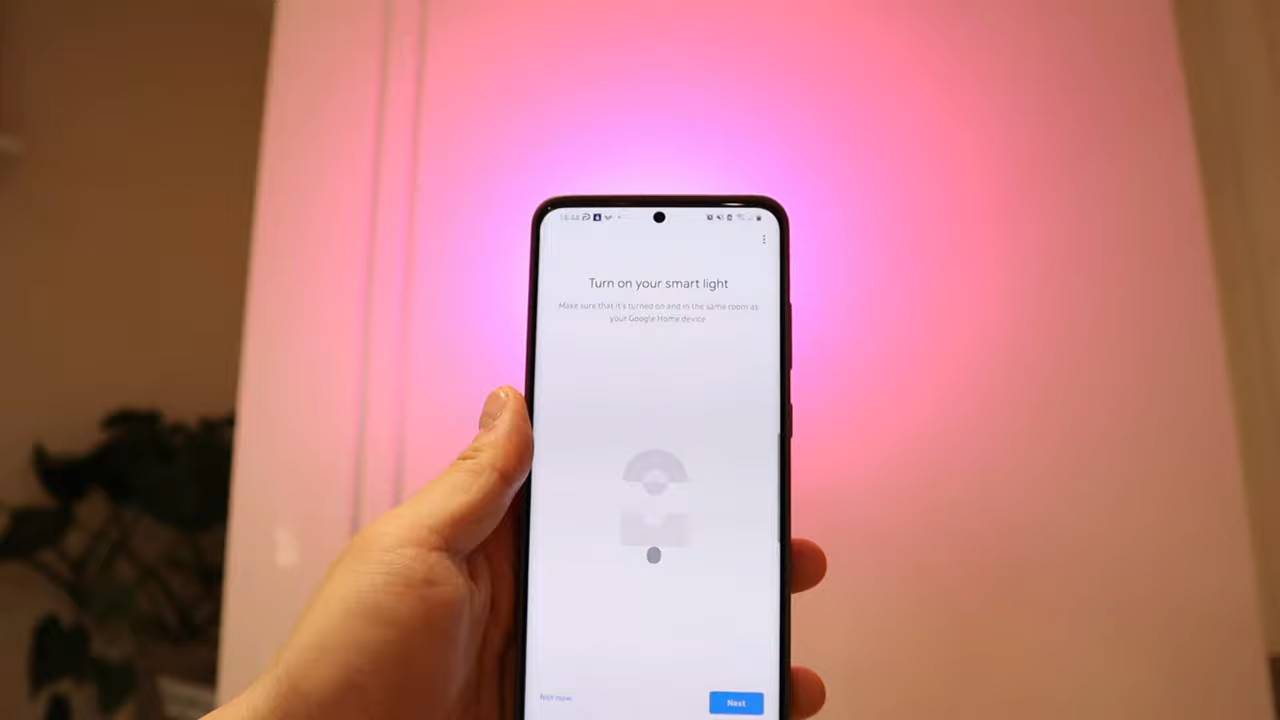 Turn on your smart light
Make sure that it's turned on and in the same room as
your Google Home device
Not now
Next